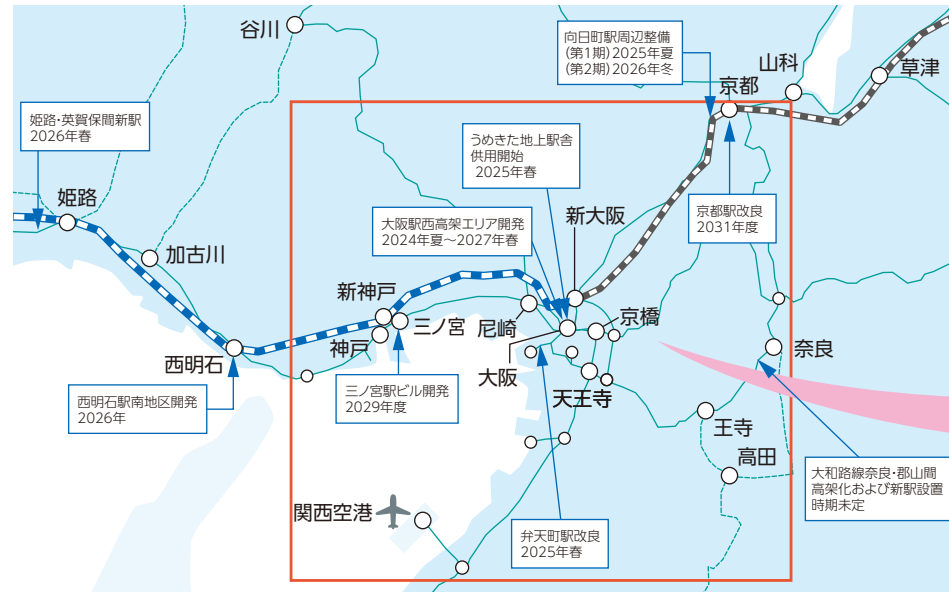 谷川
向日町駅周辺整備
(第1期)2025年夏
(第2期)2026年冬
山科
草津
京都
姫路・英賀保間新駅
2026年春
うめきた地上駅舎
供用開始
2025年春
姫路
大阪駅西高架エリア開発
2024年夏～2027年春
新大阪
京都駅改良
2031年度
加古川
新神戸
三ノ宮
尼崎
京橋
神戸
西明石
大阪
奈良
天王寺
西明石駅南地区開発
2026年
三ノ宮駅ビル開発
2029年度
王寺
高田
大和路線奈良・郡山間
高架化および新駅設置
時期未定
関西空港
弁天町駅改良
2025年春